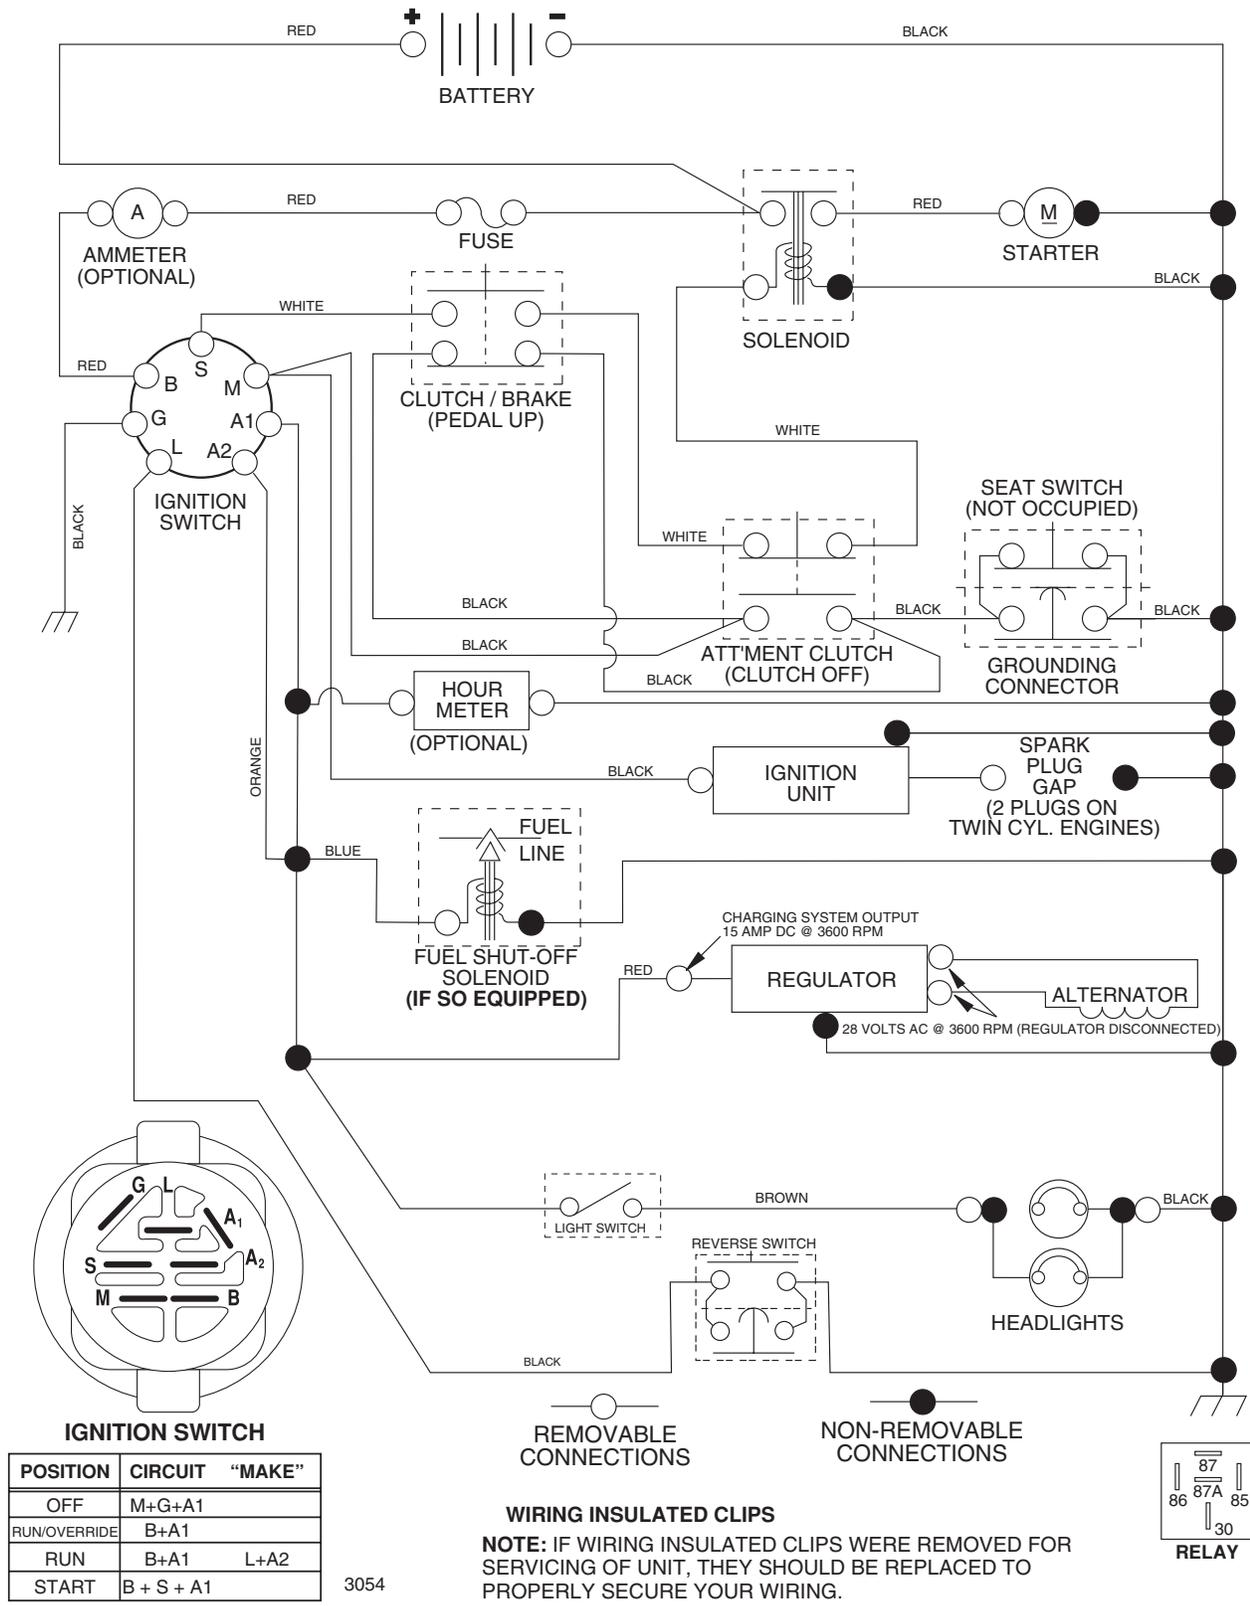 + −
RED
BLACK
BATTERY
A
RED
RED
M
FUSE
STARTER
AMMETER
(OPTIONAL)
BLACK
WHITE
SOLENOID
RED
S
B
M
G
A1
L
A2
CLUTCH / BRAKE
(PEDAL UP)
WHITE
IGNITION
SWITCH
SEAT SWITCH
(NOT OCCUPIED)
BLACK
WHITE
BLACK
BLACK
BLACK
BLACK
ATT'MENT CLUTCH
(CLUTCH OFF)
GROUNDING
CONNECTOR
BLACK
HOUR
METER
(OPTIONAL)
ORANGE
BLACK
IGNITION
UNIT
SPARK
PLUG
GAP
(2 PLUGS ON
TWIN CYL. ENGINES)
FUEL
LINE
BLUE
CHARGING SYSTEM OUTPUT
15 AMP DC @ 3600 RPM
FUEL SHUT-OFF
SOLENOID
(IF SO EQUIPPED)
RED
REGULATOR
ALTERNATOR
28 VOLTS AC @ 3600 RPM (REGULATOR DISCONNECTED)
G L
A1
A2
S
M
B
LIGHT SWITCH
BROWN
BLACK
REVERSE SWITCH
HEADLIGHTS
BLACK
REMOVABLE
CONNECTIONS
NON-REMOVABLE
CONNECTIONS
IGNITION SWITCH
POSITION CIRCUIT “MAKE”
OFF M+G+A1
RUN/OVERRIDE B+A1
RUN B+A1 L+A2
START B + S + A1
3054
WIRING INSULATED CLIPS
NOTE: IF WIRING INSULATED CLIPS WERE REMOVED FOR
SERVICING OF UNIT, THEY SHOULD BE REPLACED TO
PROPERLY SECURE YOUR WIRING.
87
86 87A 85
30
RELAY